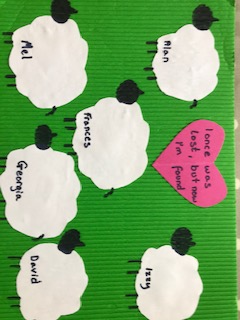 Alan
I once was
lost, but now
I'm
found
Izzy
Frances
Mel
Georgia
David